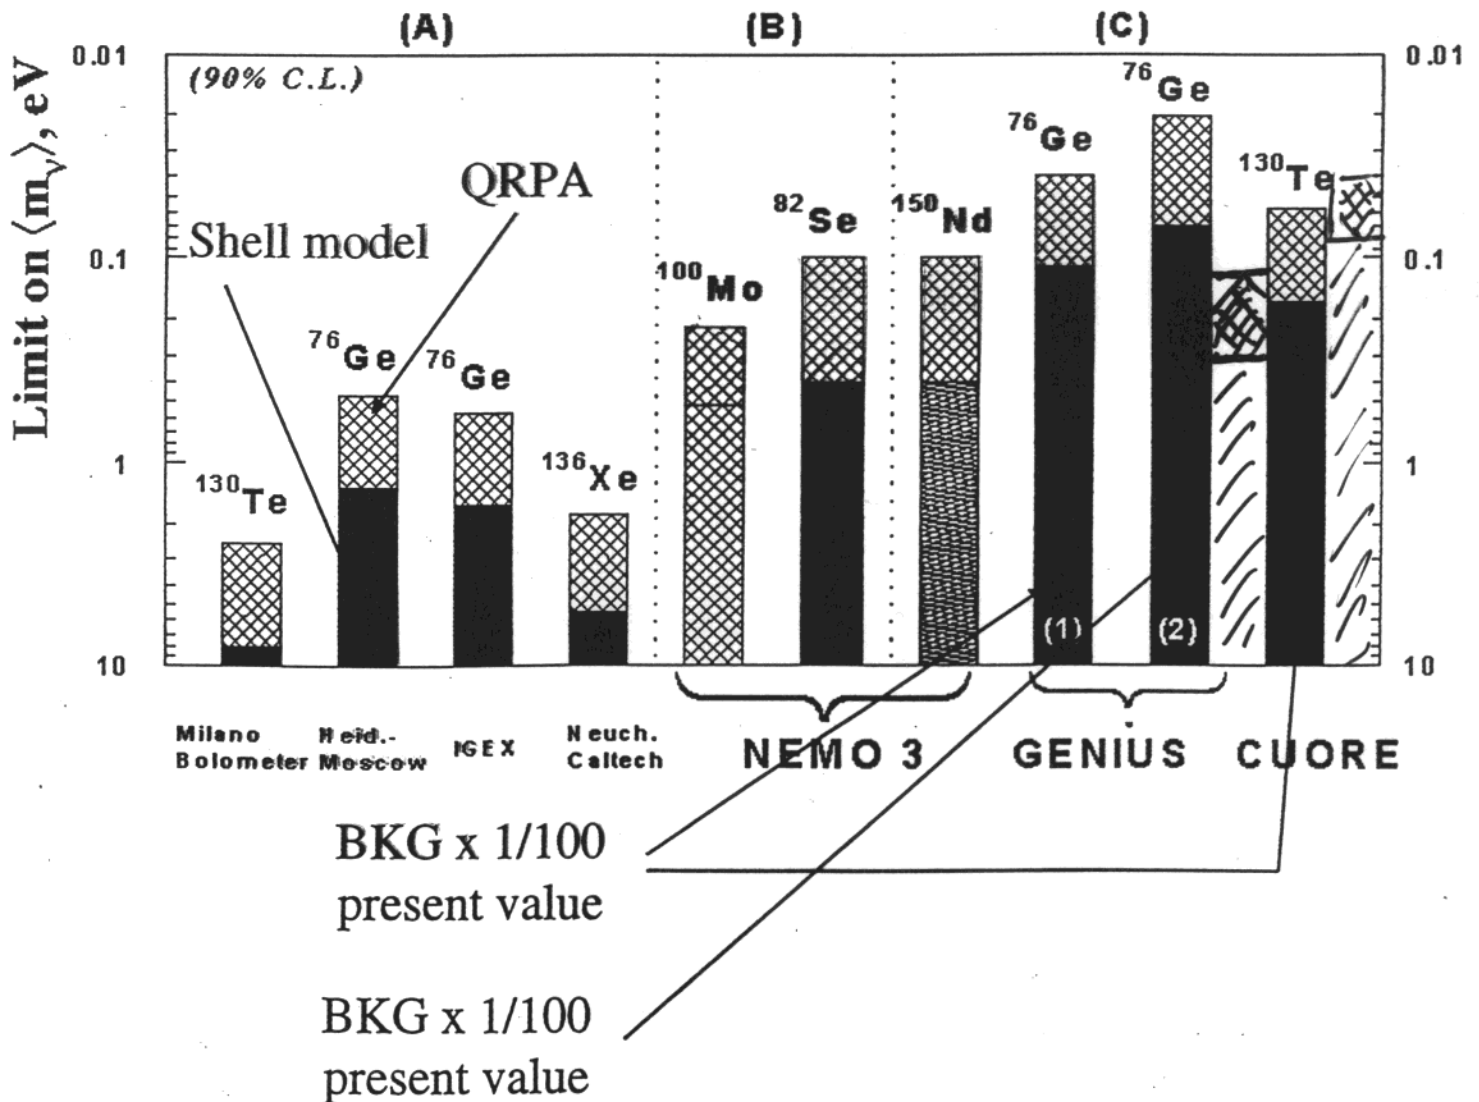 (A) (B) (C)
Limit on ⟨mᵥ⟩, eV
0.01
0.1
1
10
(90% C.L.)
QRPA
Shell model
¹³⁰Te
⁷⁶Ge
⁷⁶Ge
¹³⁶Xe
¹⁰⁰Mo
⁸²Se
¹⁵⁰Nd
⁷⁶Ge
⁷⁶Ge
¹³⁰Te
(1)
(2)
0.01
0.1
1
10
Milano
Bolometer
Heid.-
Moscow
IGEX
Neuch.
Caltech
NEMO 3
GENIUS
CUORE
BKG x 1/100
present value
BKG x 1/100
present value